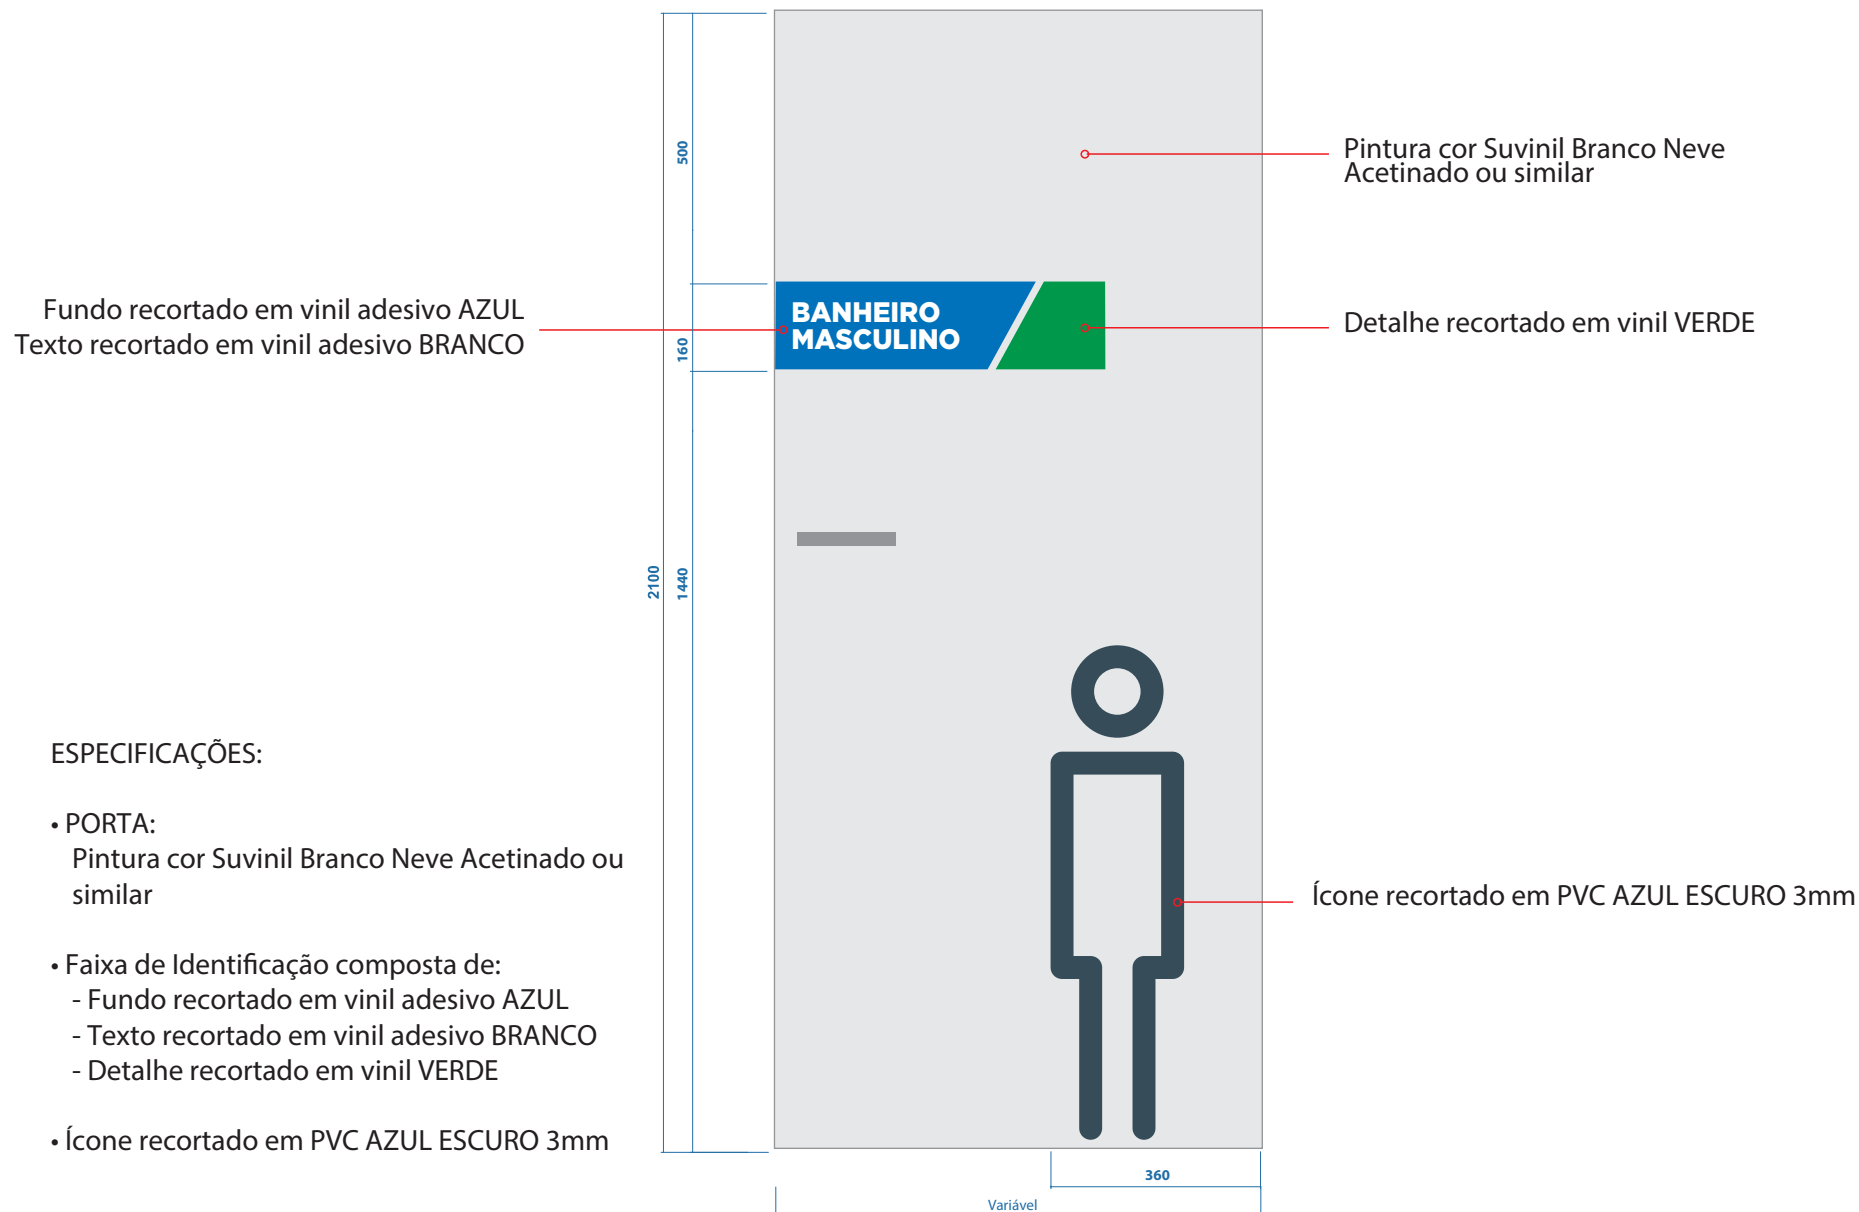 500
Pintura cor Suvinil Branco Neve
Acetinado ou similar
Fundo recortado em vinil adesivo AZUL
Texto recortado em vinil adesivo BRANCO
160
BANHEIRO
MASCULINO
Detalhe recortado em vinil VERDE
2100
1440
ESPECIFICAÇÕES:
• PORTA:
Pintura cor Suvinil Branco Neve Acetinado ou
similar
• Faixa de Identificação composta de:
- Fundo recortado em vinil adesivo AZUL
- Texto recortado em vinil adesivo BRANCO
- Detalhe recortado em vinil VERDE
• Ícone recortado em PVC AZUL ESCURO 3mm
Ícone recortado em PVC AZUL ESCURO 3mm
360
Variável